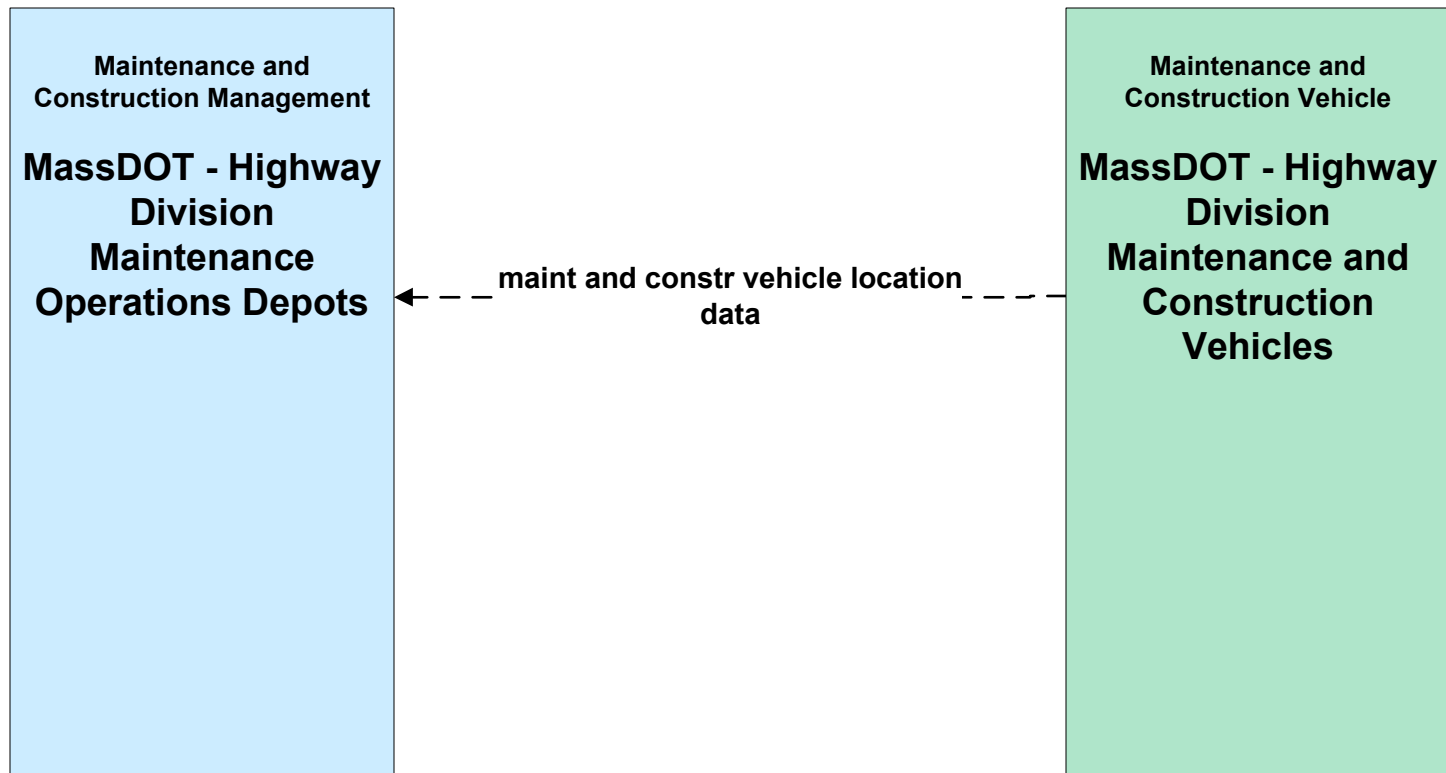 Maintenance and
Construction Management
MassDOT - Highway
Division
Maintenance
Operations Depots
maint and constr vehicle location
data
Maintenance and
Construction Vehicle
MassDOT - Highway
Division
Maintenance and
Construction
Vehicles